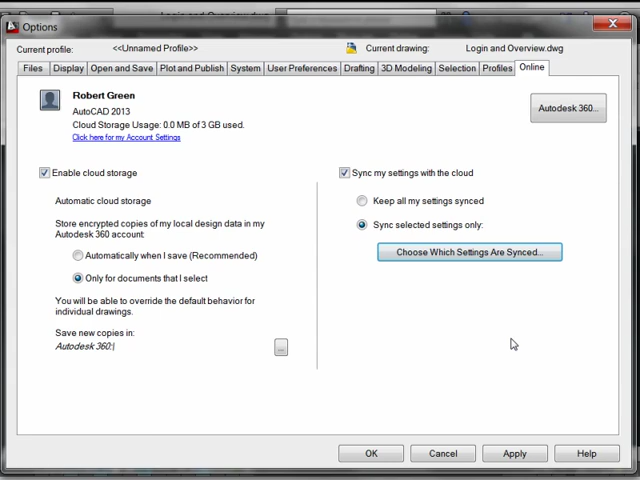 Options
Current profile: <<Unnamed Profile>> Current drawing: Login and Overview.dwg
Files Display Open and Save Plot and Publish System User Preferences Drafting 3D Modeling Selection Profiles Online
Robert Green
AutoCAD 2013
Cloud Storage Usage: 0.0 MB of 3 GB used.
Click here for my Account Settings
Autodesk 360...
Enable cloud storage
Automatic cloud storage
Store encrypted copies of my local design data in my
Autodesk 360 account:
Automatically when I save (Recommended)
Only for documents that I select
You will be able to override the default behavior for
individual drawings.
Save new copies in:
Autodesk 360:|
...
Sync my settings with the cloud
Keep all my settings synced
Sync selected settings only:
Choose Which Settings Are Synced...
OK Cancel Apply Help